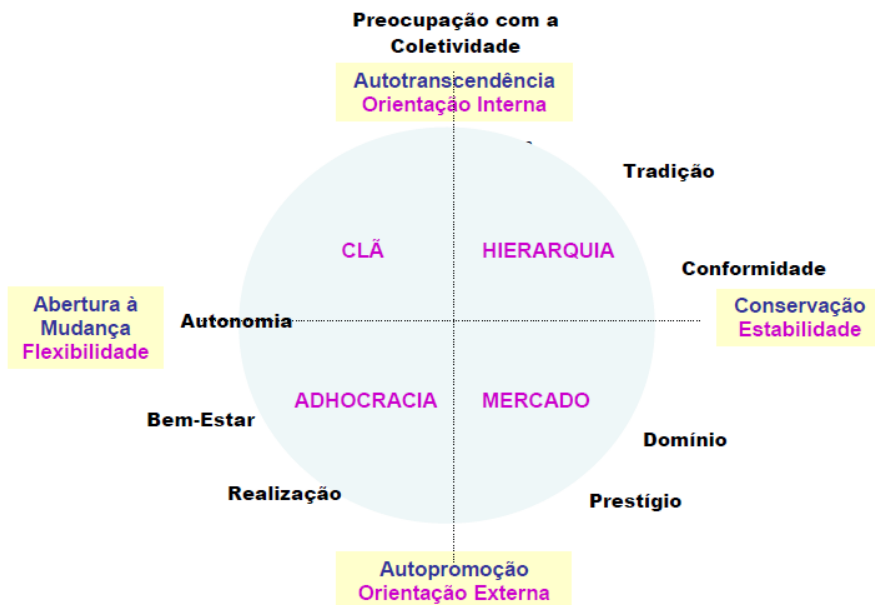 Preocupação com a
Coletividade
Autotranscendência
Orientação Interna
Tradição
CLÃ
HIERARQUIA
Conformidade
Abertura à
Mudança
Flexibilidade
Autonomia
Conservação
Estabilidade
ADHOCRACIA
MERCADO
Bem-Estar
Domínio
Realização
Prestígio
Autopromoção
Orientação Externa